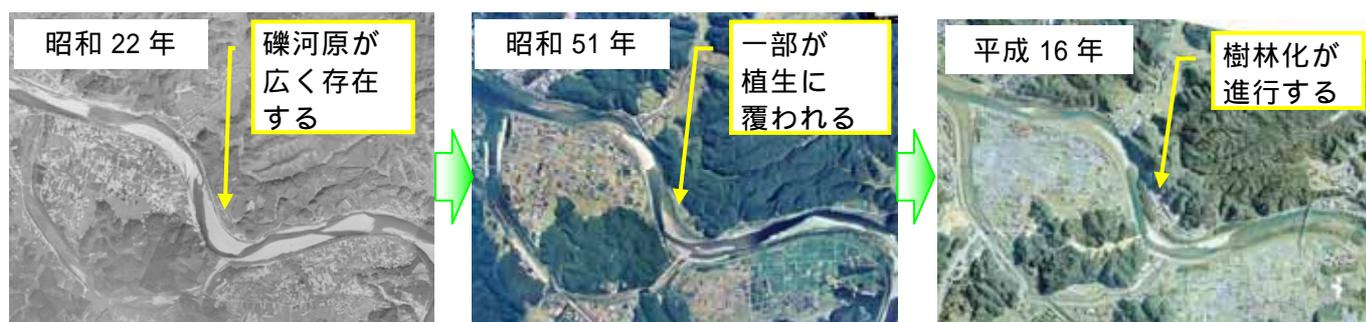 昭和 22 年
礫河原が
広く存在
する
昭和 51 年
一部が
植生に
覆われる
平成 16 年
樹林化が
進行する